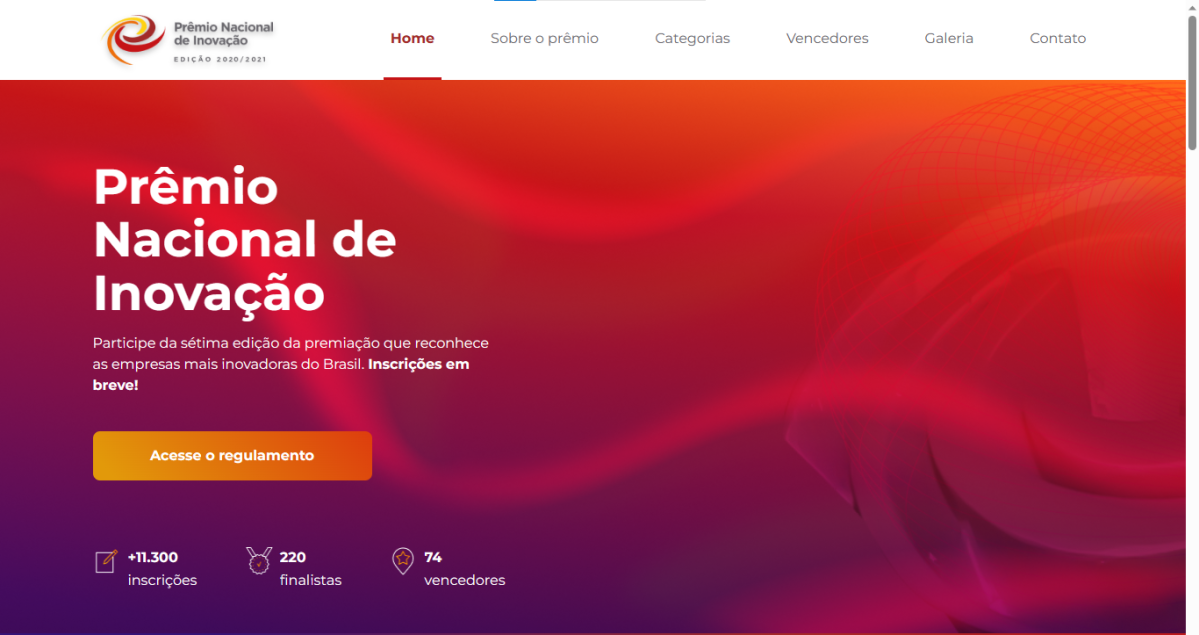 Prêmio Nacional
de Inovação
EDIÇÃO 2020/2021
Home
Sobre o prêmio
Categorias
Vencedores
Galeria
Contato
Prêmio
Nacional de
Inovação
Participe da sétima edição da premiação que reconhece
as empresas mais inovadoras do Brasil. Inscrições em
breve!
Acesse o regulamento
+11.300
inscrições
220
finalistas
74
vencedores